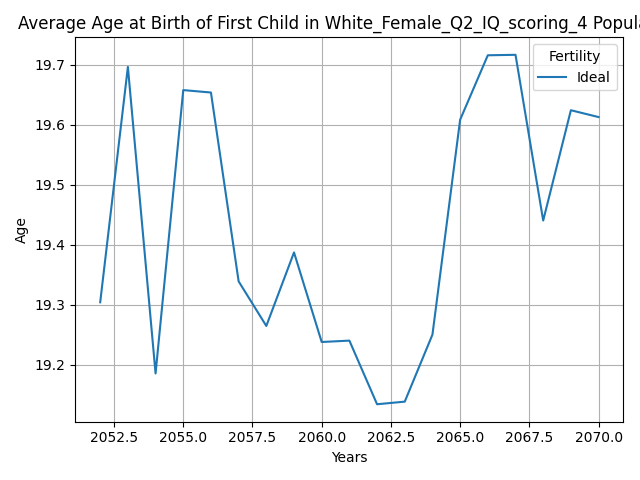 Average Age at Birth of First Child in White_Female_Q2_IQ_scoring_4 Popula
Fertility
Ideal
19.7
19.6
19.5
19.4
19.3
19.2
Age
2052.5 2055.0 2057.5 2060.0 2062.5 2065.0 2067.5 2070.0
Years